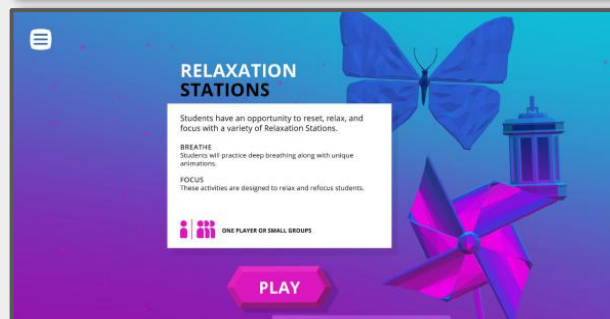 RELAXATION
STATIONS
Students have an opportunity to reset, relax, and
focus with a variety of Relaxation Stations.
BREATHE
Students will practice deep breathing along with unique
animations.
FOCUS
These activities are designed to relax and refocus students.
ONE PLAYER OR SMALL GROUPS
PLAY